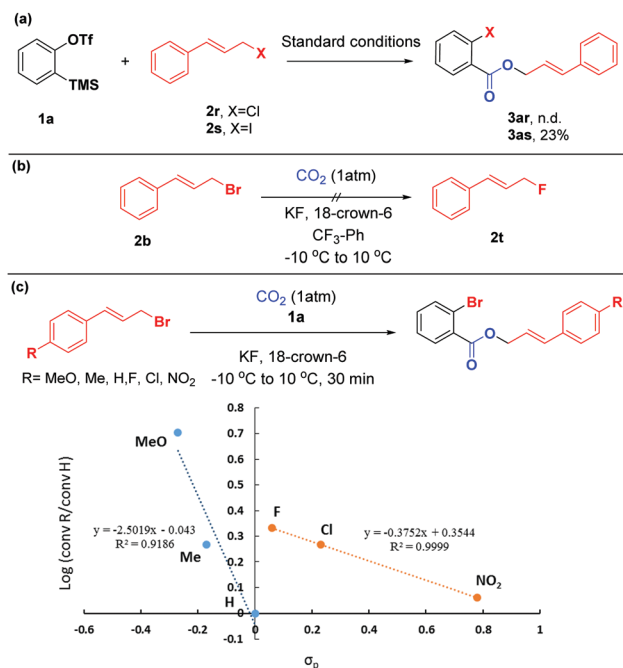 (a)
OTf
TMS
1a
+
X
2r, X=Cl
2s, X=I
Standard conditions
X
O
O
3ar, n.d.
3as, 23%
(b)
Br
2b
CO2 (1atm)
KF, 18-crown-6
CF3-Ph
-10 °C to 10 °C
F
2t
(c)
R
Br
R= MeO, Me, H,F, Cl, NO2
CO2 (1atm)
1a
KF, 18-crown-6
-10 °C to 10 °C, 30 min
Br
O
O
R
Log (conv R/conv H)
0.8
0.7
0.6
0.5
0.4
0.3
0.2
0.1
0
-0.1
MeO
y = -2.5019x - 0.043
R² = 0.9186
Me
H
F
Cl
y = -0.3752x + 0.3544
R² = 0.9999
NO2
-0.6
-0.4
-0.2
0
0.2
0.4
0.6
0.8
1
σp